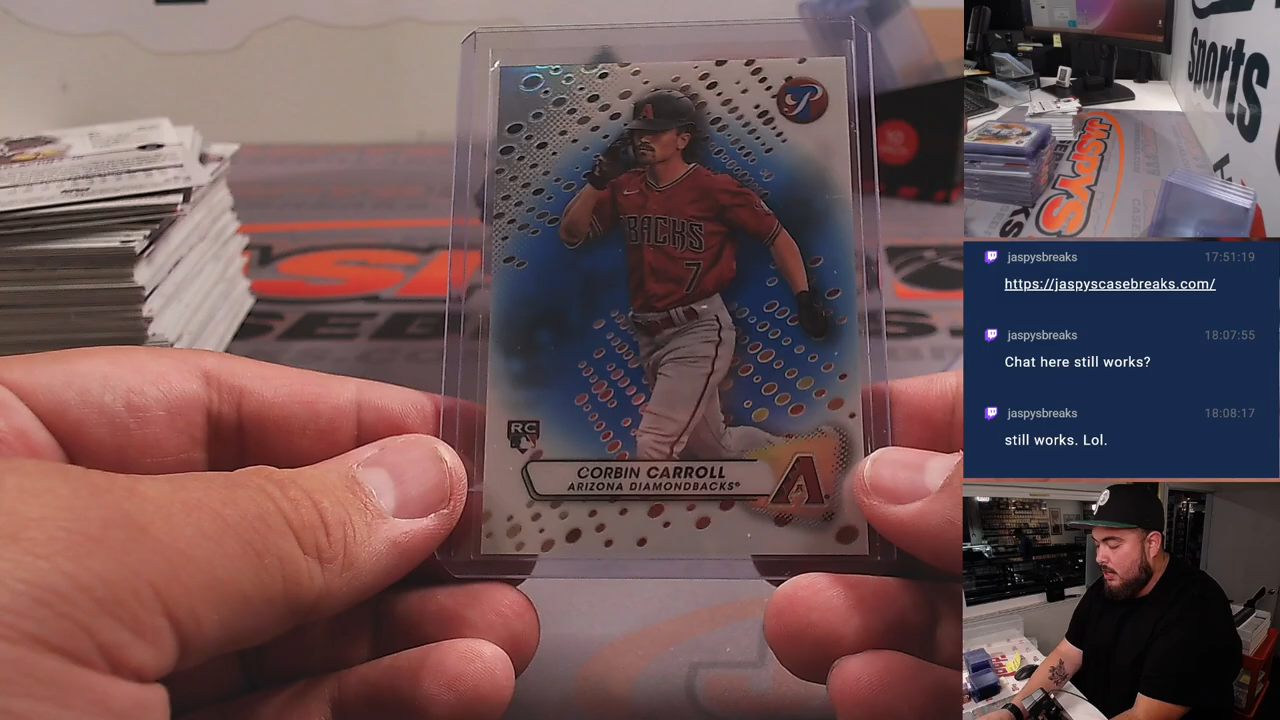 A
BACKS
7
RC
CORBIN CARROLL
ARIZONA DIAMONDBACKS®
Sports
JASPYS
jaspysbreaks 17:51:19
https://jaspyscasebreaks.com/
jaspysbreaks 18:07:55
Chat here still works?
jaspysbreaks 18:08:17
still works. Lol.